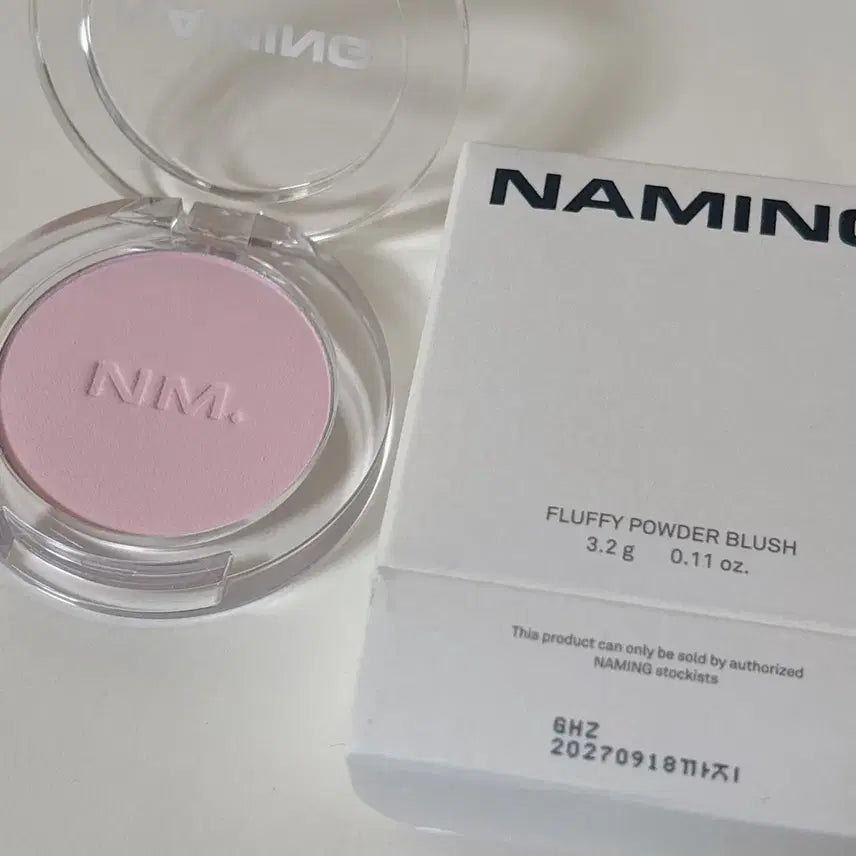 NAMING
NIM.
NAMING
FLUFFY POWDER BLUSH
3.2 g 0.11 oz.
This product can only be sold by authorized
NAMING stockists
6HZ
20270918까지